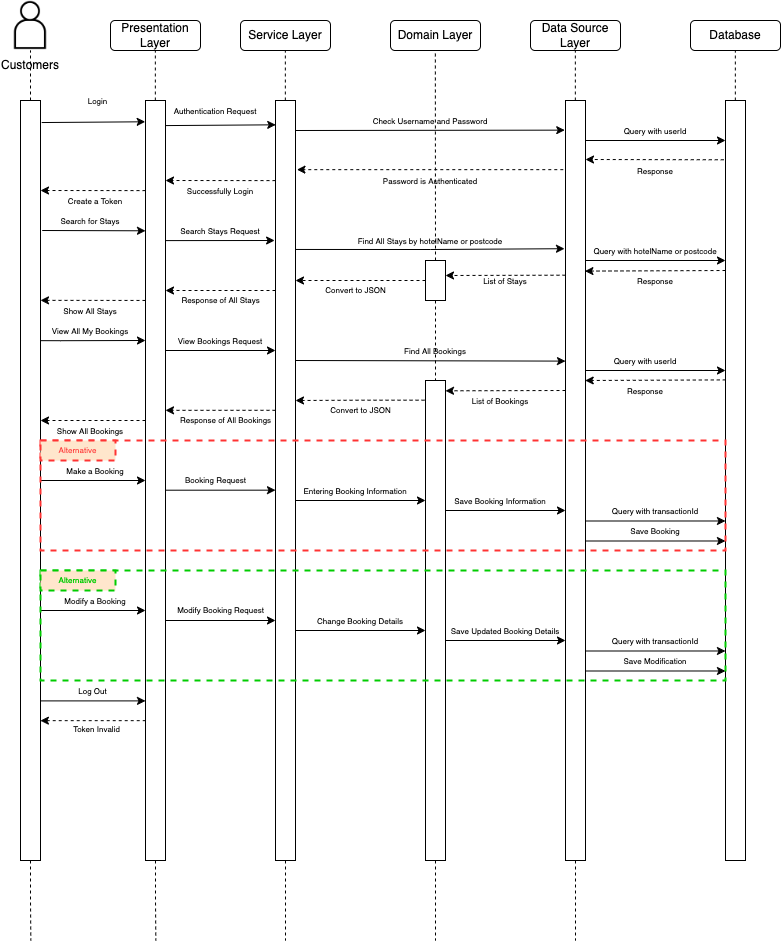 Customers
Presentation
Layer
Service Layer
Domain Layer
Data Source
Layer
Database
Login
Authentication Request
Check Username and Password
Query with userId
Response
Password is Authenticated
Successfully Login
Create a Token
Search for Stays
Search Stays Request
Find All Stays by hotelName or postcode
Query with hotelName or postcode
Response
List of Stays
Convert to JSON
Response of All Stays
Show All Stays
View All My Bookings
View Bookings Request
Find All Bookings
Query with userId
Response
List of Bookings
Convert to JSON
Response of All Bookings
Show All Bookings
Alternative
Make a Booking
Booking Request
Entering Booking Information
Save Booking Information
Query with transactionId
Save Booking
Alternative
Modify a Booking
Modify Booking Request
Change Booking Details
Save Updated Booking Details
Query with transactionId
Save Modification
Log Out
Token Invalid